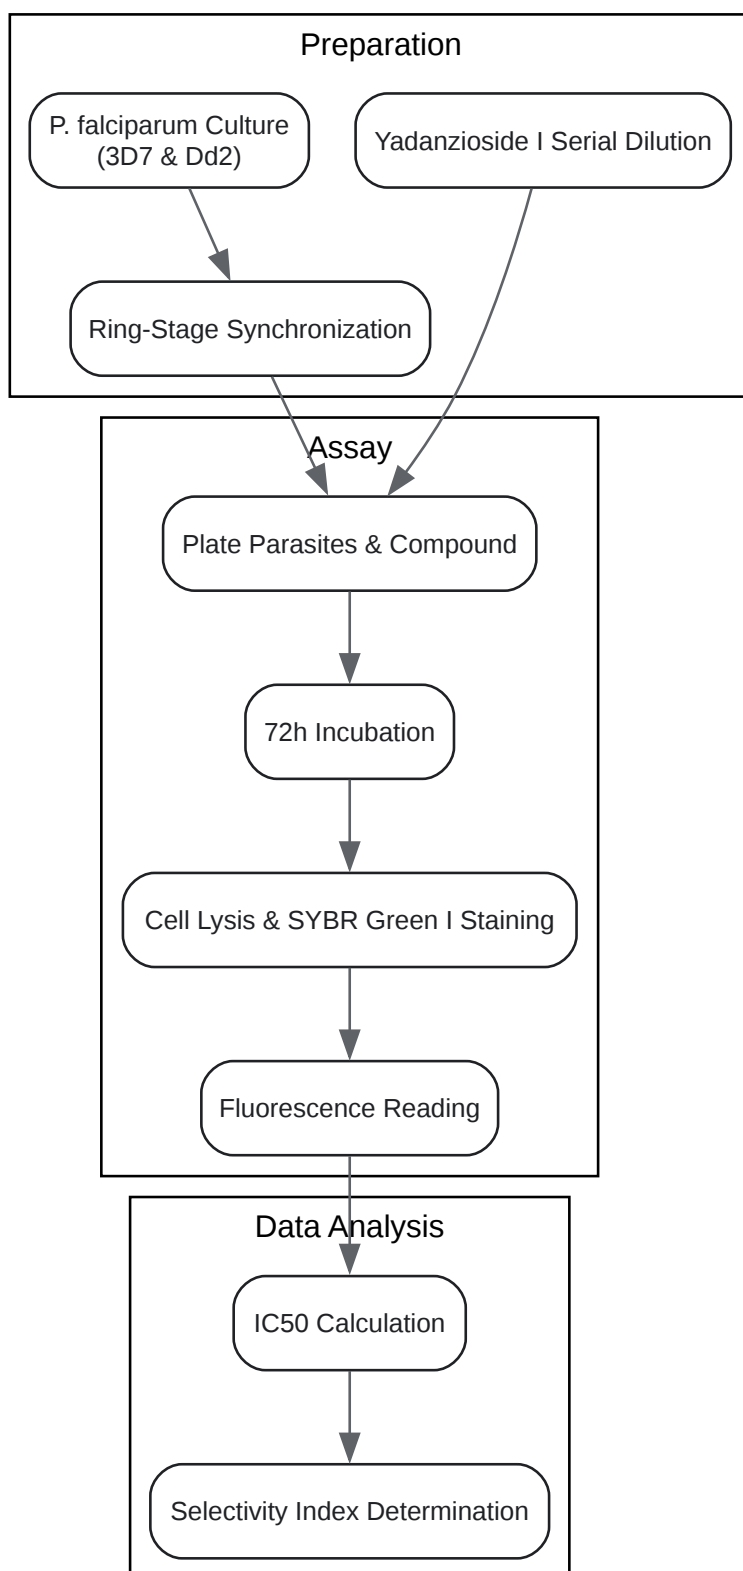 Preparation
P. falciparum Culture
(3D7 & Dd2)
Yadanzioside I Serial Dilution
Ring-Stage Synchronization
Assay
Plate Parasites & Compound
72h Incubation
Cell Lysis & SYBR Green I Staining
Fluorescence Reading
Data Analysis
IC50 Calculation
Selectivity Index Determination